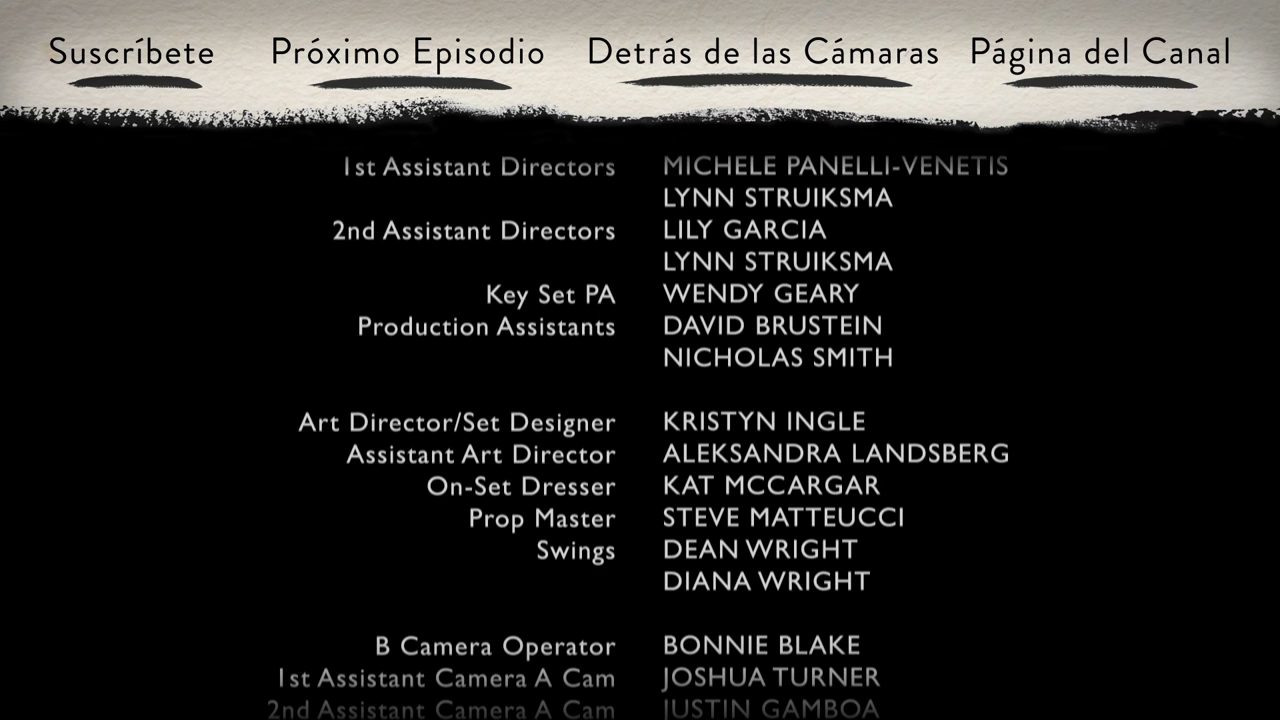 Suscríbete Próximo Episodio Detrás de las Cámaras Página del Canal
1st Assistant Directors MICHELE PANELLI-VENETIS
LYNN STRUIKSMA
2nd Assistant Directors LILY GARCIA
LYNN STRUIKSMA
Key Set PA WENDY GEARY
Production Assistants DAVID BRUSTEIN
NICHOLAS SMITH
Art Director/Set Designer KRISTYN INGLE
Assistant Art Director ALEKSANDRA LANDSBERG
On-Set Dresser KAT MCCARGAR
Prop Master STEVE MATTEUCCI
Swings DEAN WRIGHT
DIANA WRIGHT
B Camera Operator BONNIE BLAKE
1st Assistant Camera A Cam JOSHUA TURNER
2nd Assistant Camera A Cam JUSTIN GAMBOA